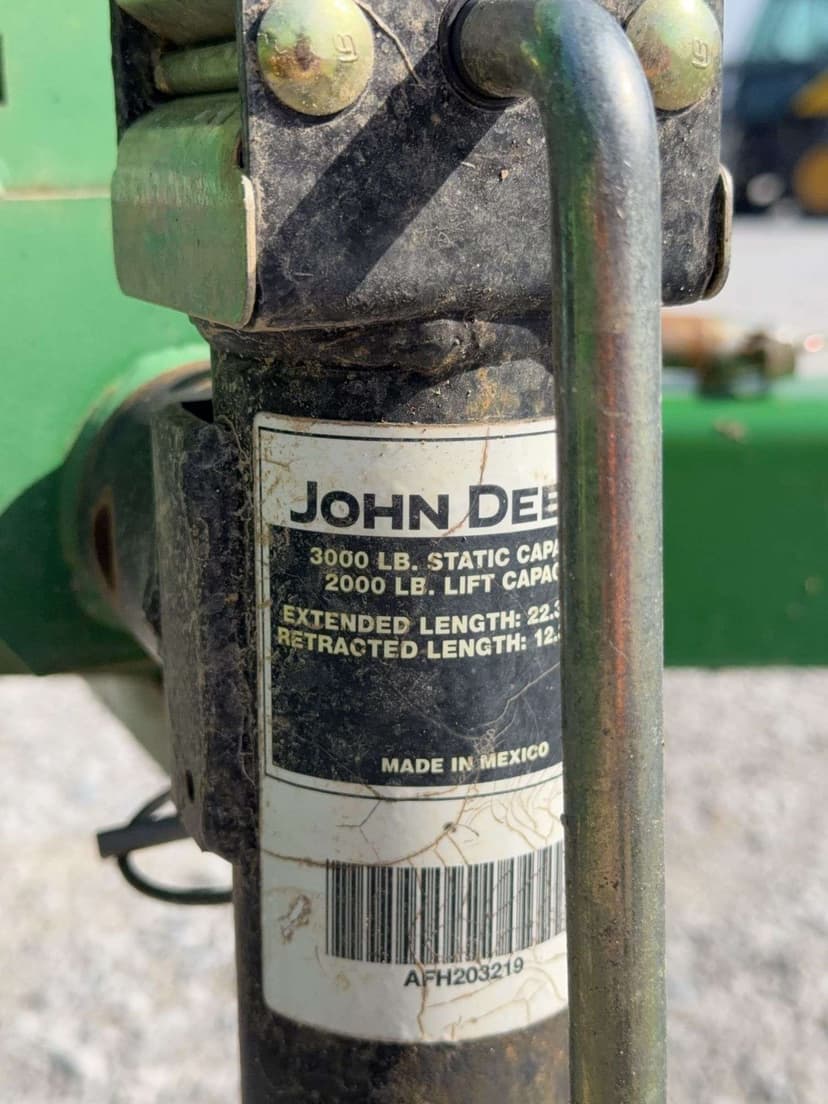 JOHN DEE
3000 LB. STATIC CAPA
2000 LB. LIFT CAPAC
EXTENDED LENGTH: 22.3
RETRACTED LENGTH: 12.
MADE IN MEXICO
AFH203219